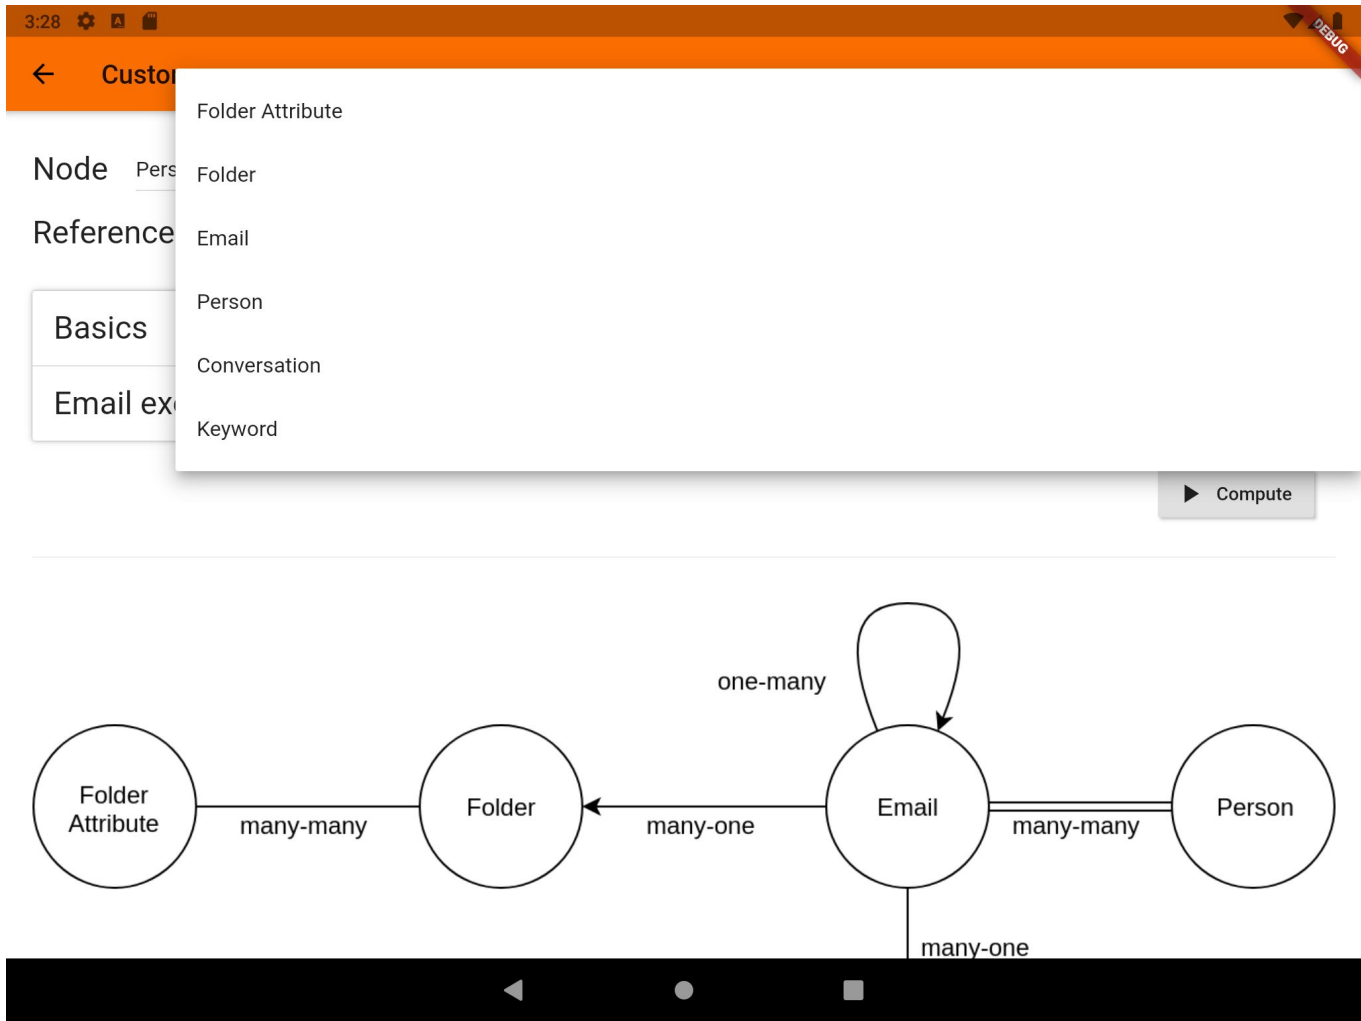 3:28
DEBUG
Custo
Folder Attribute
Node
Pers
Folder
Reference
Email
Person
Basics
Conversation
Email ex
Keyword
Compute
one-many
Folder
Attribute
many-many
Folder
many-one
Email
many-many
Person
many-one